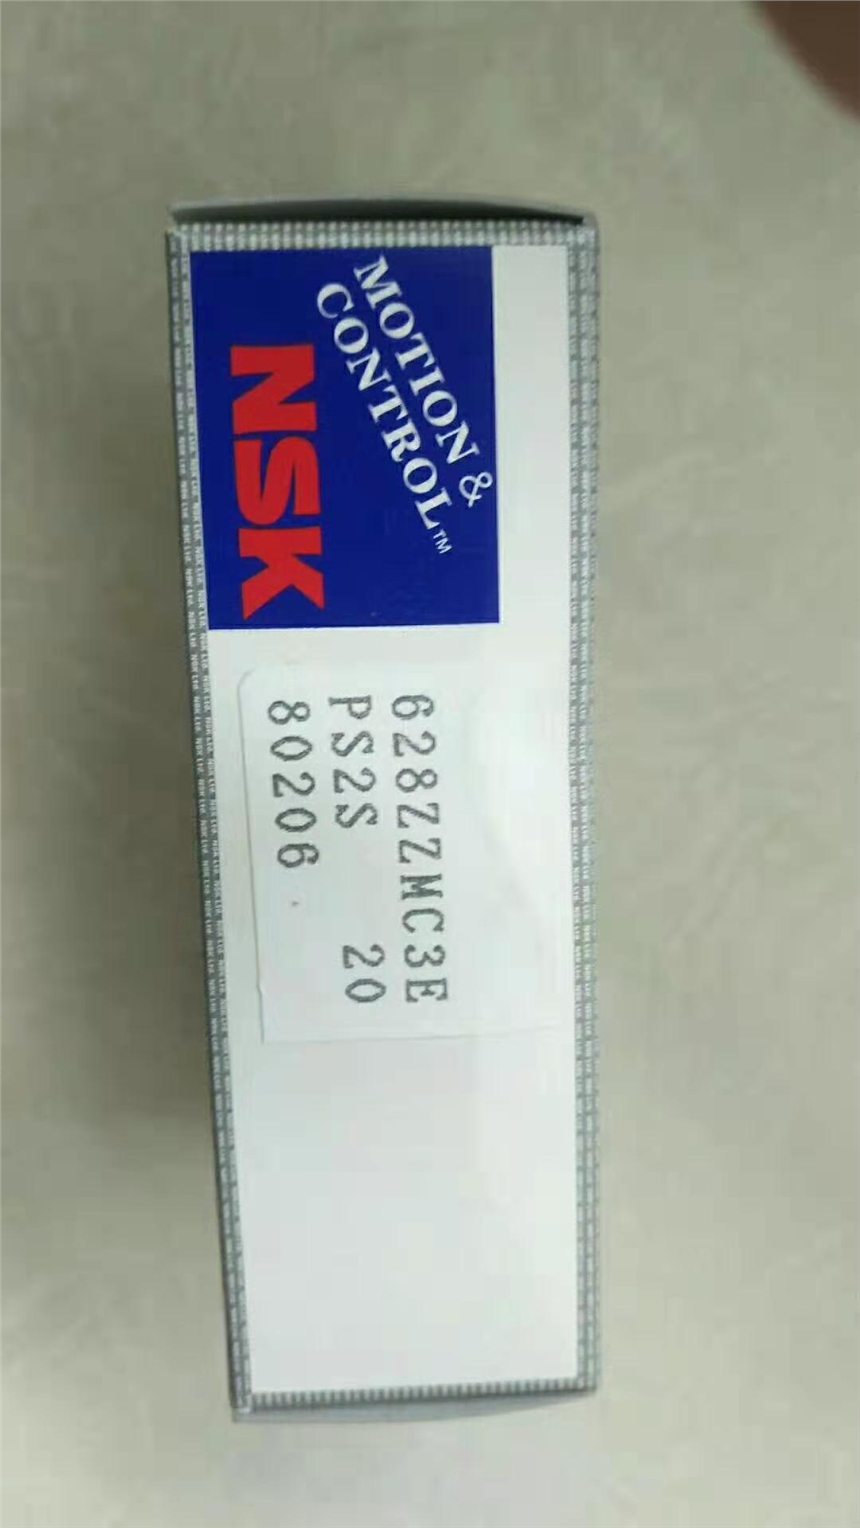 MOTION &
CONTROL™
NSK
628ZZMC3E
PS2S 20
80206